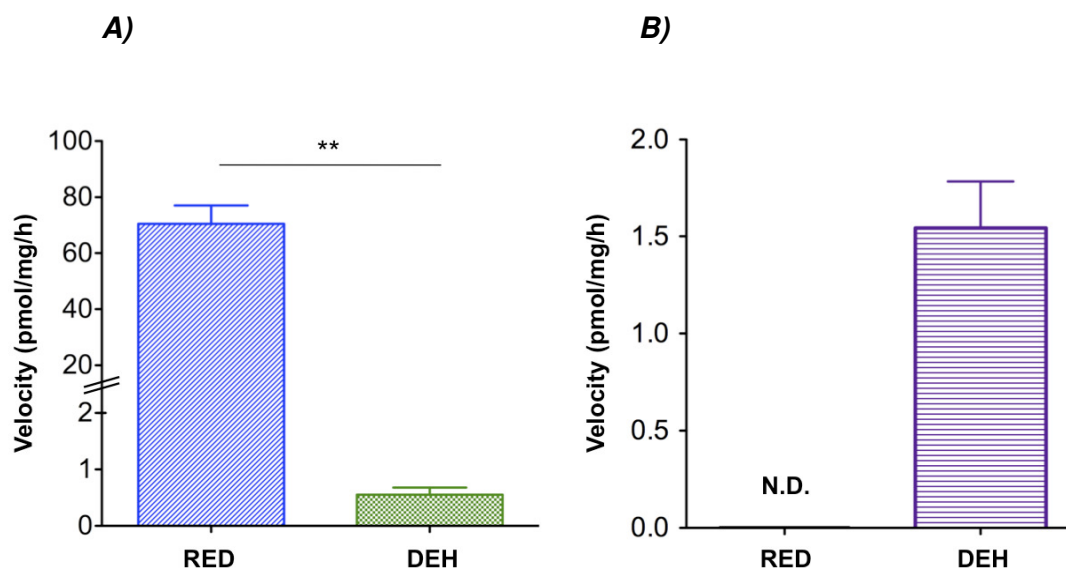 A)
B)
Velocity (pmol/mg/h)
100
80
60
40
20
2
1
0
**
RED
DEH
Velocity (pmol/mg/h)
2.0
1.5
1.0
0.5
0.0
N.D.
RED
DEH